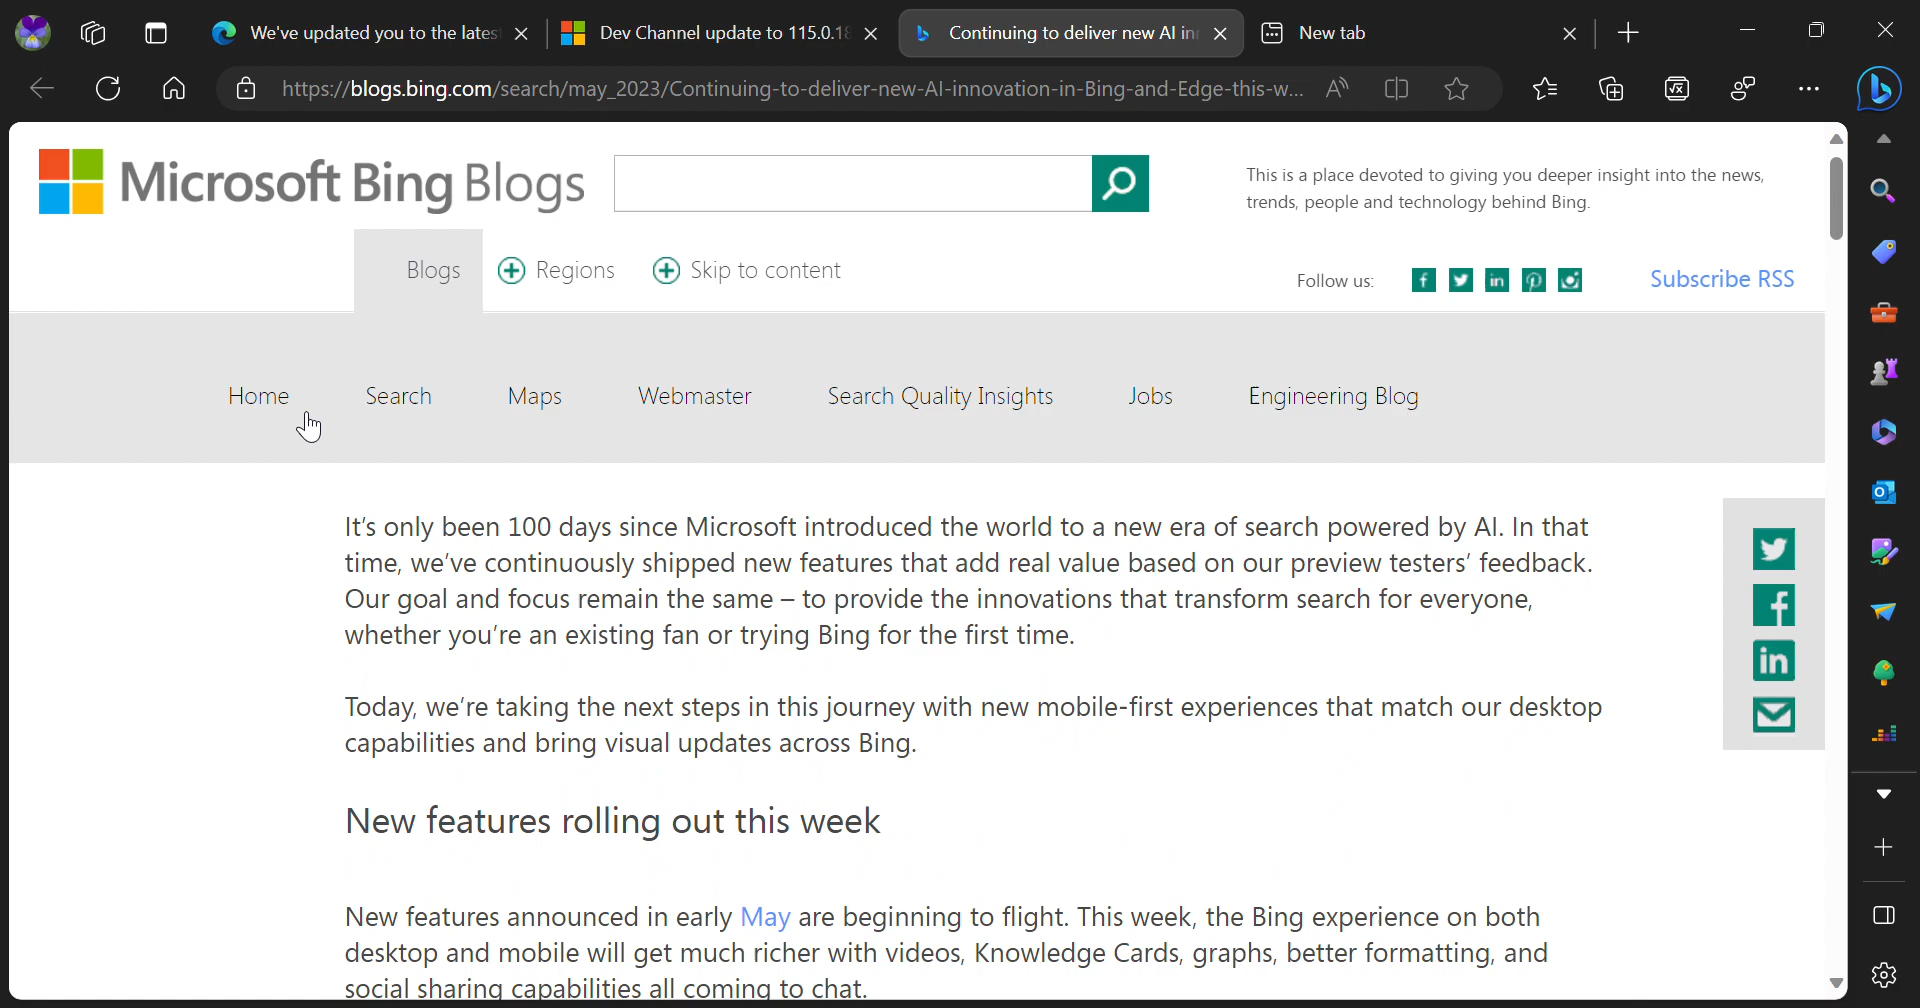 We've updated you to the lates
Dev Channel update to 115.0.18
Continuing to deliver new AI in
New tab
https://blogs.bing.com/search/may_2023/Continuing-to-deliver-new-AI-innovation-in-Bing-and-Edge-this-w...
Microsoft Bing Blogs
This is a place devoted to giving you deeper insight into the news,
trends, people and technology behind Bing.
Blogs
Regions
Skip to content
Follow us:
Subscribe RSS
Home
Search
Maps
Webmaster
Search Quality Insights
Jobs
Engineering Blog
It's only been 100 days since Microsoft introduced the world to a new era of search powered by AI. In that
time, we've continuously shipped new features that add real value based on our preview testers' feedback.
Our goal and focus remain the same – to provide the innovations that transform search for everyone,
whether you're an existing fan or trying Bing for the first time.
Today, we're taking the next steps in this journey with new mobile-first experiences that match our desktop
capabilities and bring visual updates across Bing.
New features rolling out this week
New features announced in early May are beginning to flight. This week, the Bing experience on both
desktop and mobile will get much richer with videos, Knowledge Cards, graphs, better formatting, and
social sharing capabilities all coming to chat.